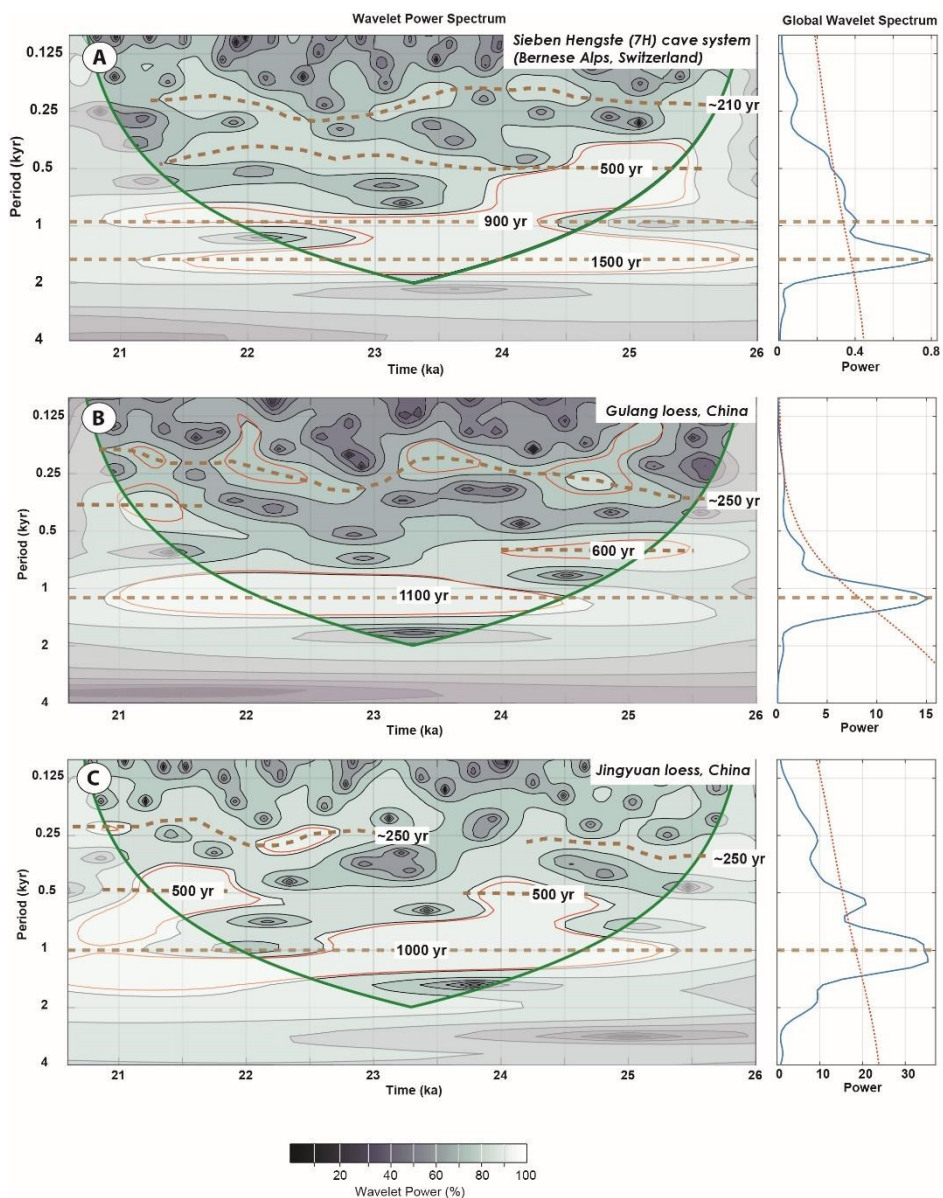 Wavelet Power Spectrum
Global Wavelet Spectrum
A
Sieben Hengste (7H) cave system
(Bernese Alps, Switzerland)
0.125
0.25
0.5
1
2
4
Period (kyr)
~210 yr
500 yr
900 yr
1500 yr
21
22
23
24
25
26
Time (ka)
0
0.4
0.8
Power
B
Gulang loess, China
0.125
0.25
0.5
1
2
4
Period (kyr)
~250 yr
600 yr
1100 yr
21
22
23
24
25
26
Time (ka)
0
5
10
15
Power
C
Jingyuan loess, China
0.125
0.25
0.5
1
2
4
Period (kyr)
~250 yr
~250 yr
500 yr
500 yr
1000 yr
21
22
23
24
25
26
Time (ka)
0
10
20
30
Power
20
40
60
80
100
Wavelet Power (%)